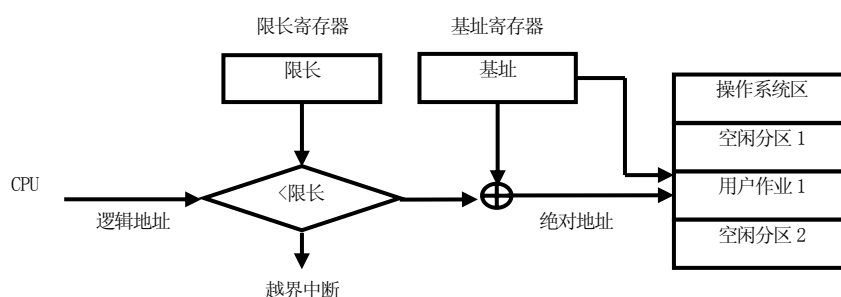 限长寄存器
基址寄存器
限长
基址
操作系统区
空闲分区 1
CPU
<限长
用户作业 1
逻辑地址
绝对地址
空闲分区 2
越界中断